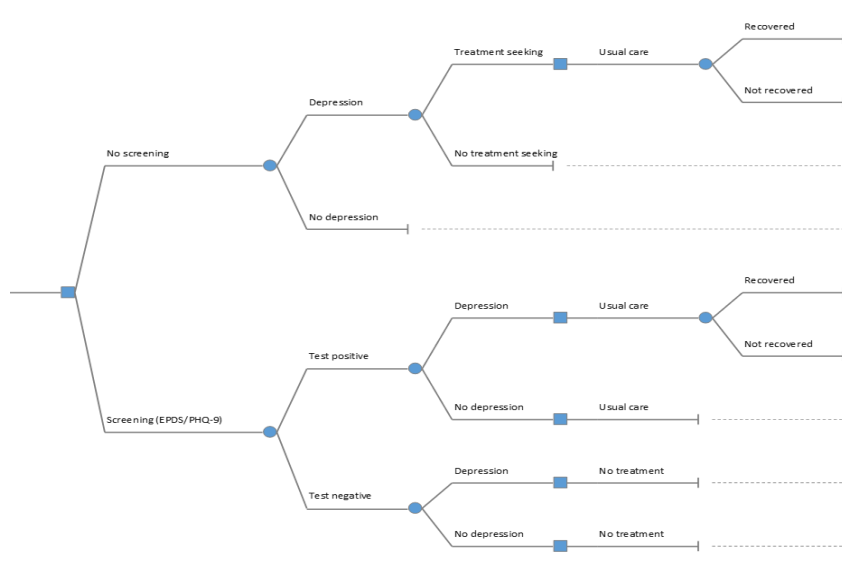 Recovered
Treatment seeking
Usual care
Not recovered
Depression
No screening
No treatment seeking
No depression
Recovered
Depression
Usual care
Not recovered
Test positive
No depression
Usual care
Screening (EPDS/PHQ-9)
Depression
No treatment
Test negative
No depression
No treatment